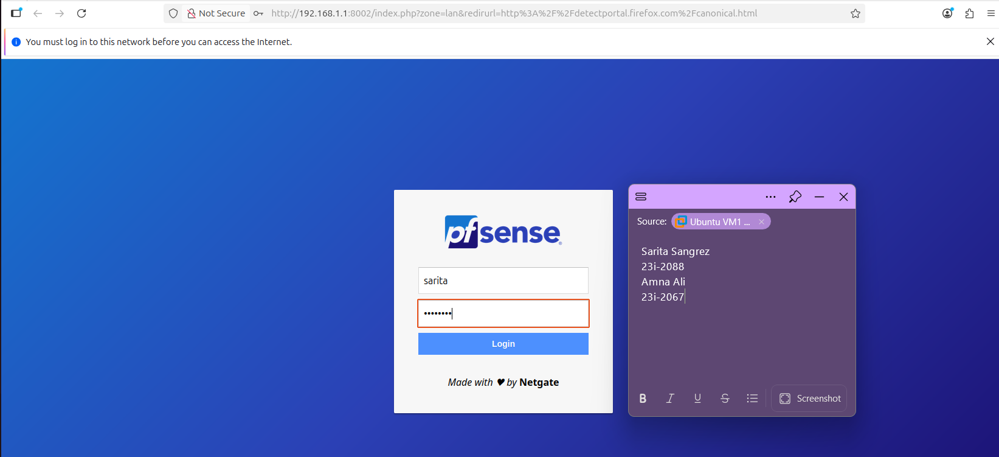 Not Secure
http://192.168.1.1:8002/index.php?zone=lan&redirurl=http%3A%2F%2Fdetectportal.firefox.com%2Fcanonical.html
You must log in to this network before you can access the Internet.
pfsense®
sarita
••••••••
Login
Made with ♥ by Netgate
Source: Ubuntu VM1 ...
Sarita Sangrez
23i-2088
Amna Ali
23i-2067
B I U S Screenshot